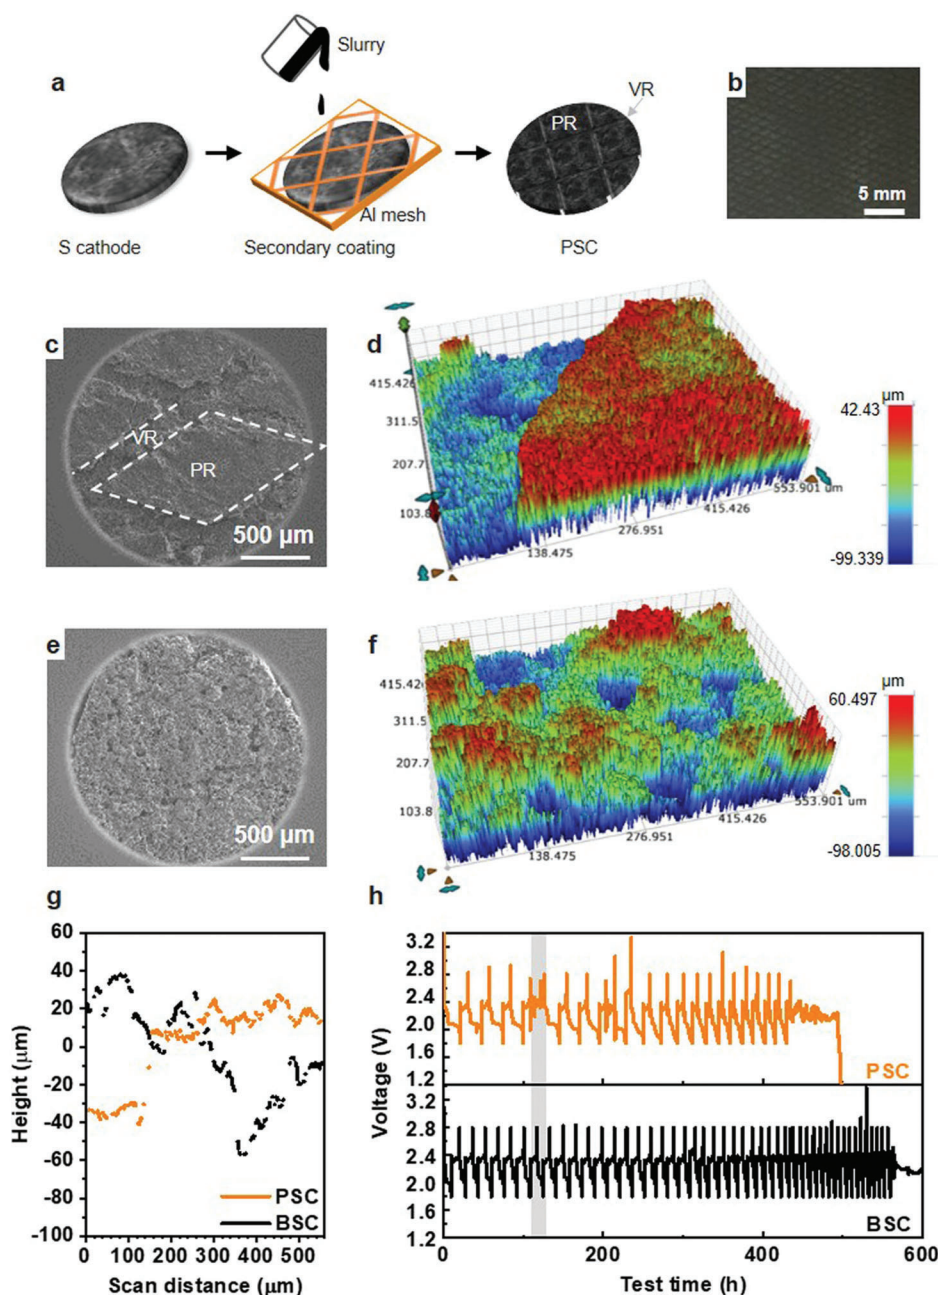 a
Slurry
S cathode
Al mesh
Secondary coating
VR
PR
PSC
b
5 mm
c
VR
PR
500 µm
d
415.426
311.5
207.7
103.8
138.475
276.951
415.426
553.901 um
µm
42.43
-99.339
e
500 µm
f
415.426
311.5
207.7
103.8
138.475
276.951
415.426
553.901 um
µm
60.497
-98.005
g
60
40
20
0
-20
-40
-60
-80
-100
Height (µm)
PSC
BSC
0 100 200 300 400 500
Scan distance (µm)
h
3.2
2.8
2.4
2.0
1.6
1.2
PSC
3.2
2.8
2.4
2.0
1.6
1.2
BSC
Voltage (V)
0 200 400 600
Test time (h)